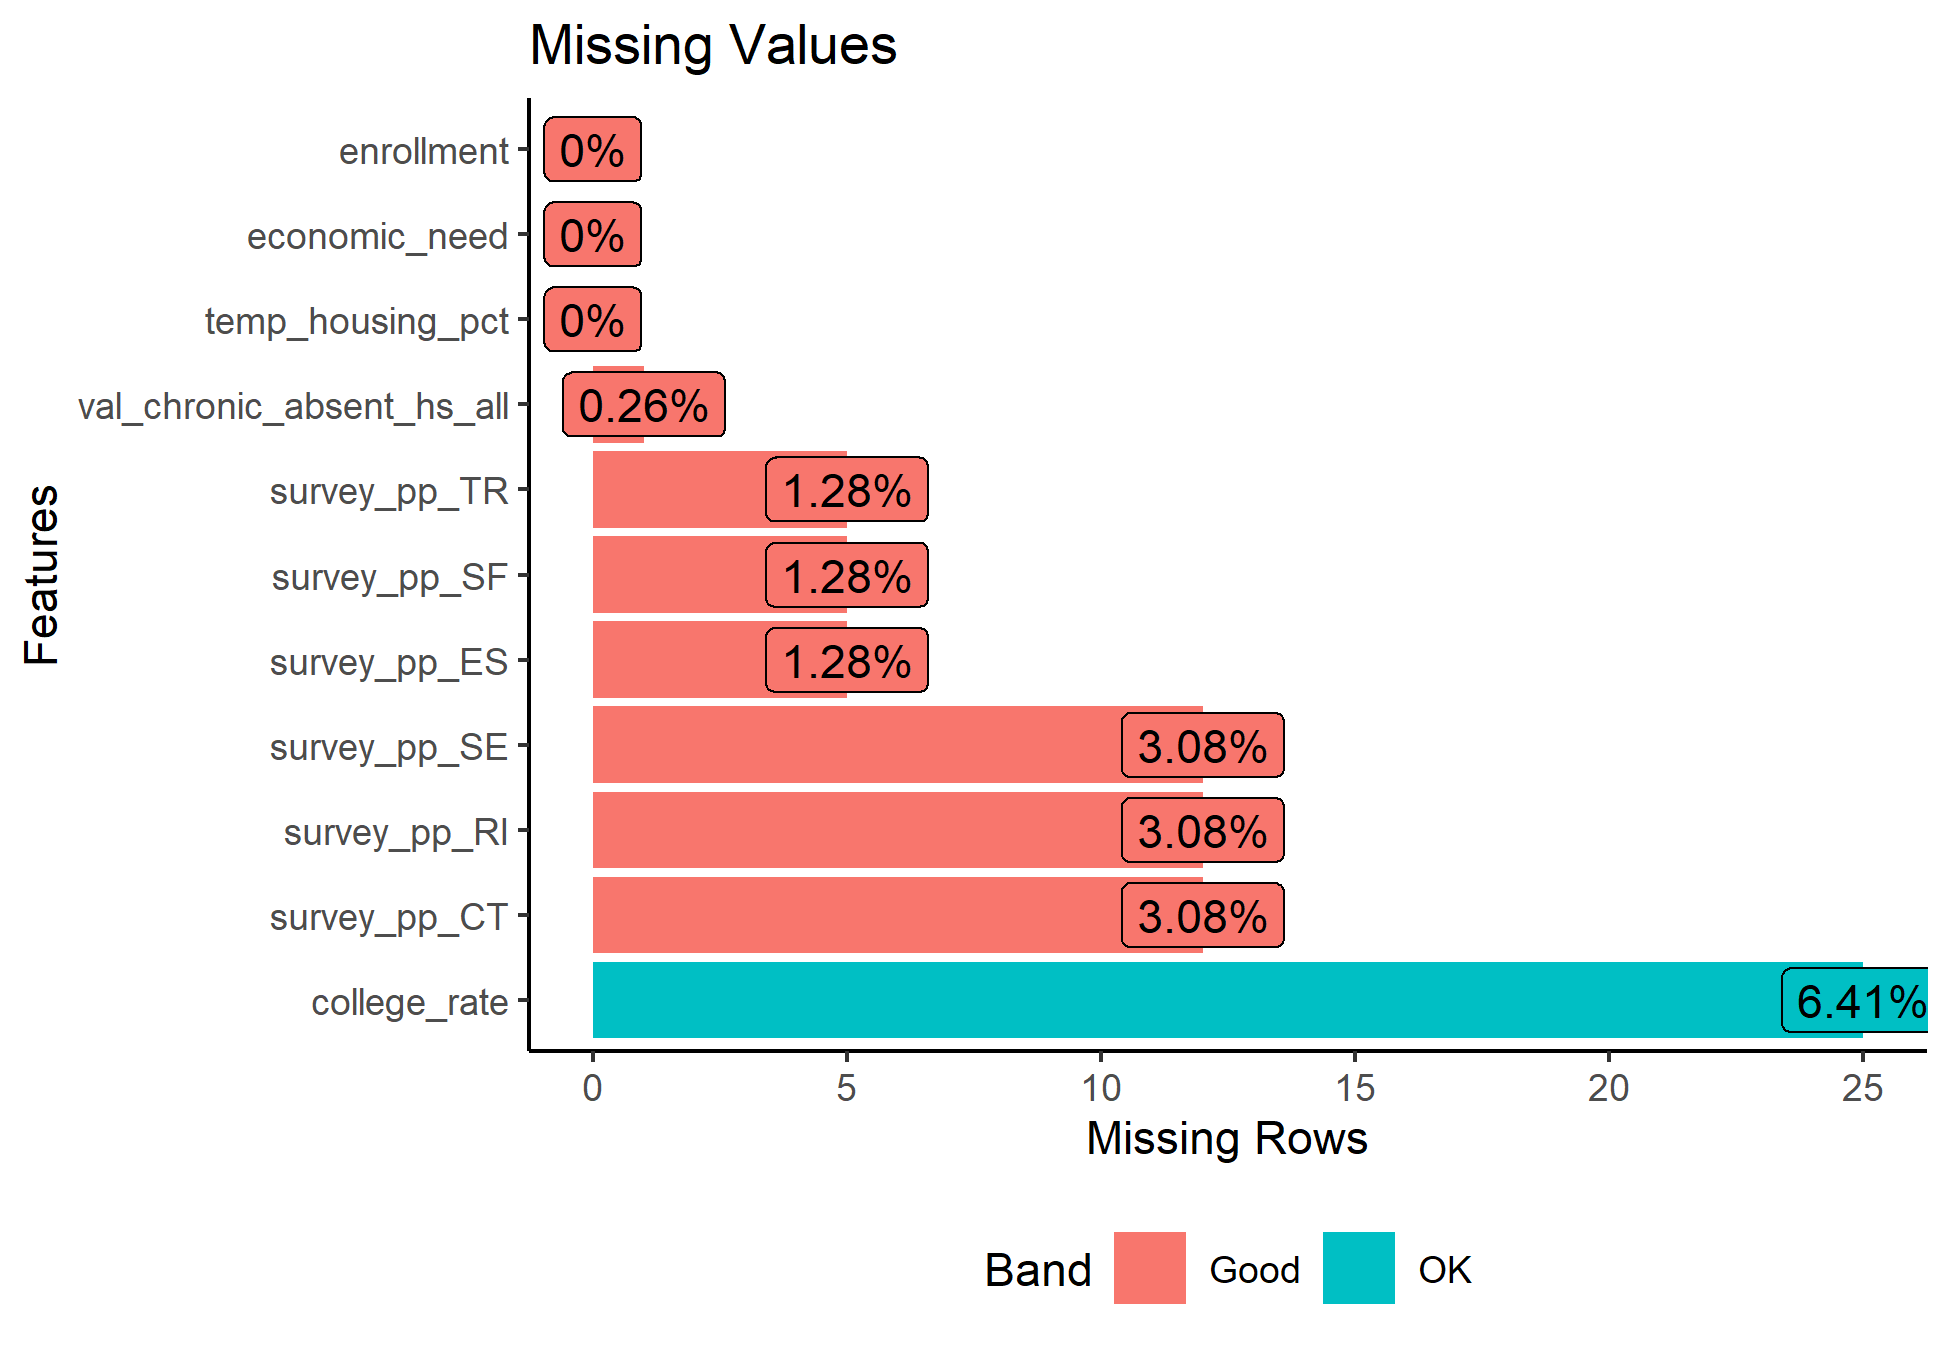 Missing Values
Features
enrollment 0%
economic_need 0%
temp_housing_pct 0%
val_chronic_absent_hs_all 0.26%
survey_pp_TR 1.28%
survey_pp_SF 1.28%
survey_pp_ES 1.28%
survey_pp_SE 3.08%
survey_pp_RI 3.08%
survey_pp_CT 3.08%
college_rate 6.41%
0 5 10 15 20 25
Missing Rows
Band Good OK